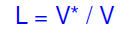 L = V* / V